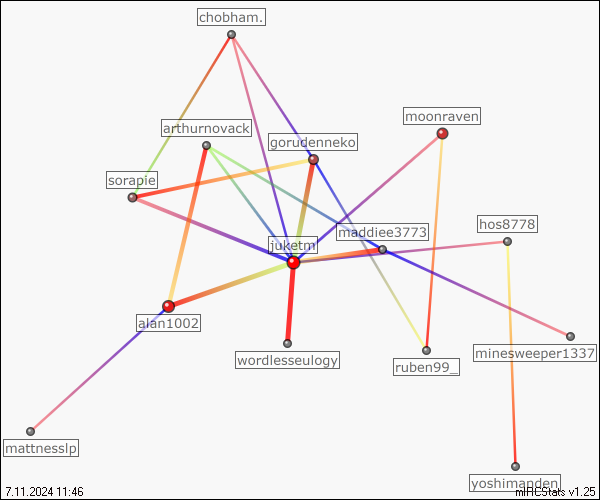 chobham.
moonraven
arthurnovack
gorudenneko
sorapie
hos8778
maddiee3773
juketm
alan1002
minesweeper1337
wordlesseulogy
ruben99_
mattnesslp
yoshimanden
7.11.2024 11:46
mIRCStats v1.25